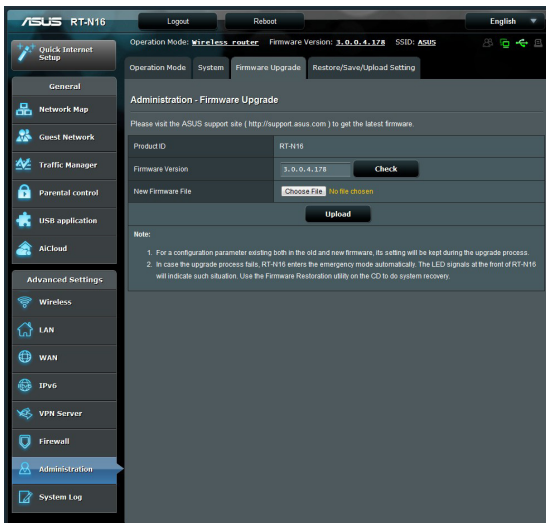 ASUS RT-N16 Logout Reboot English
Operation Mode: Wireless router Firmware Version: 3.0.0.4.178 SSID: ASUS
Quick Internet
Setup
Operation Mode System Firmware Upgrade Restore/Save/Upload Setting
General
Network Map
Guest Network
Traffic Manager
Parental control
USB application
AiCloud
Advanced Settings
Wireless
LAN
WAN
IPv6
VPN Server
Firewall
Administration
System Log
Administration - Firmware Upgrade
Please visit the ASUS support site ( http://support.asus.com ) to get the latest firmware.
Product ID RT-N16
Firmware Version 3.0.0.4.178 Check
New Firmware File Choose File No file chosen
Upload
Note:
1. For a configuration parameter existing both in the old and new firmware, its setting will be kept during the upgrade process.
2. In case the upgrade process fails, RT-N16 enters the emergency mode automatically. The LED signals at the front of RT-N16
will indicate such situation. Use the Firmware Restoration utility on the CD to do system recovery.